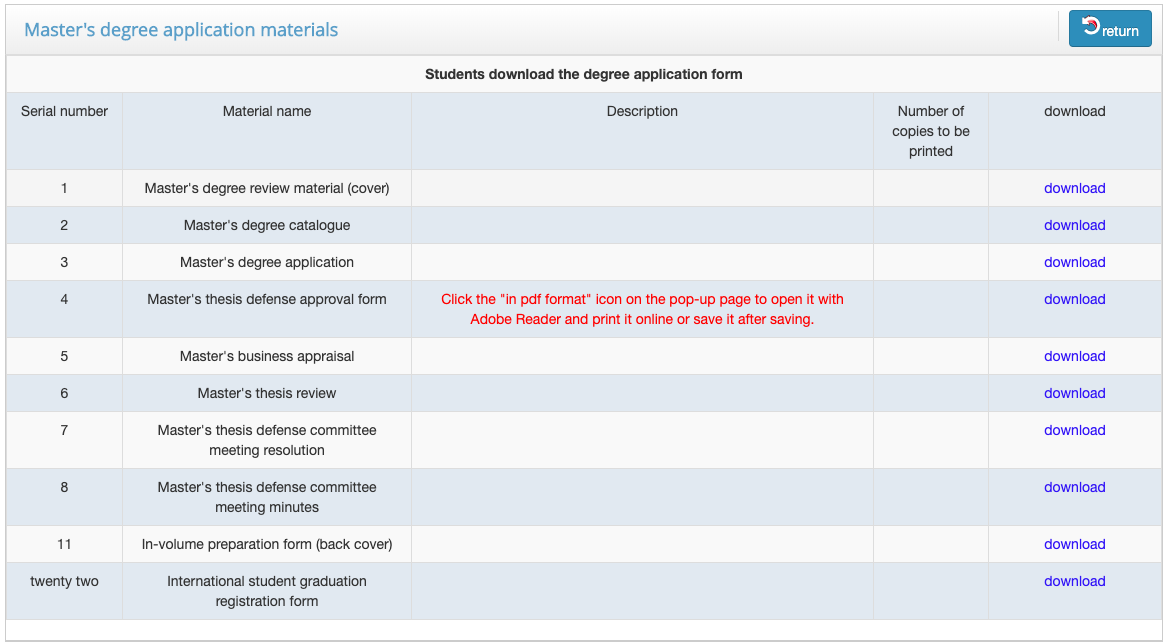 Master's degree application materials
return
Students download the degree application form
Serial number Material name Description Number of copies to be printed download
1 Master's degree review material (cover) download
2 Master's degree catalogue download
3 Master's degree application download
4 Master's thesis defense approval form Click the "in pdf format" icon on the pop-up page to open it with Adobe Reader and print it online or save it after saving. download
5 Master's business appraisal download
6 Master's thesis review download
7 Master's thesis defense committee meeting resolution download
8 Master's thesis defense committee meeting minutes download
11 In-volume preparation form (back cover) download
twenty two International student graduation registration form download